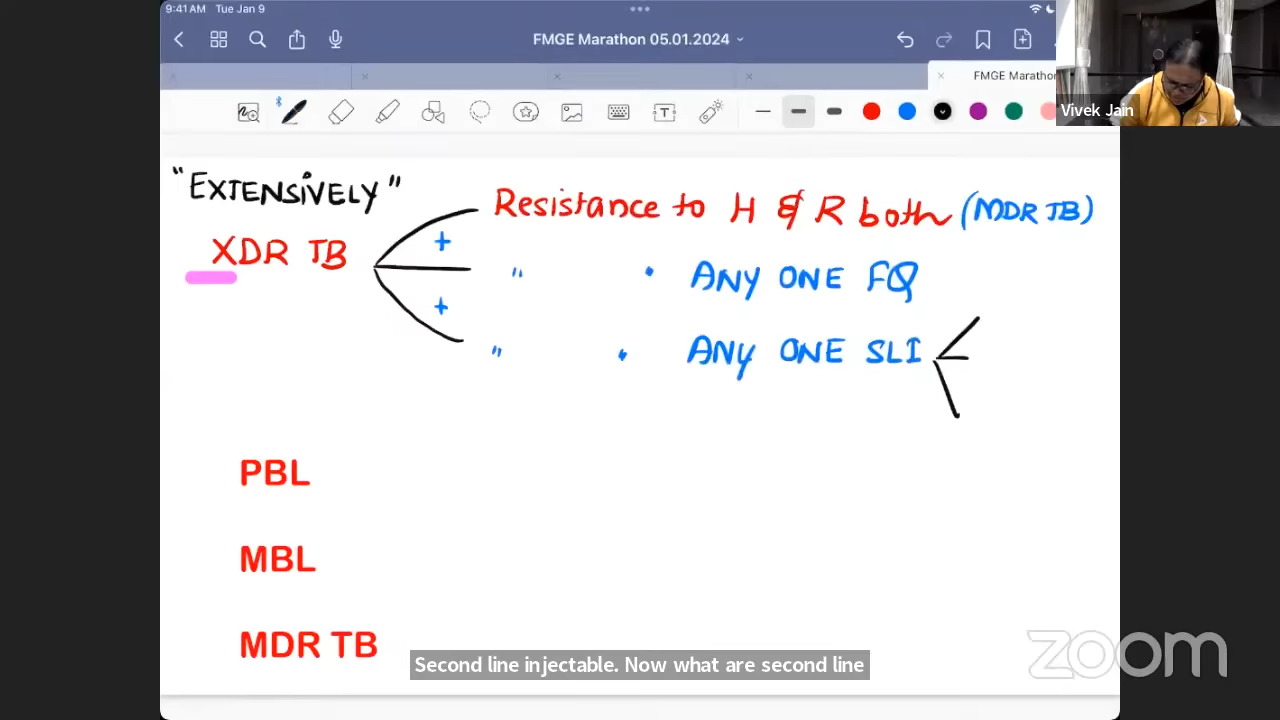 9:41 AM Tue Jan 9
FMGE Marathon 05.01.2024
FMGE Marathon
Vivek Jain
"EXTENSIVELY"
XDR TB
Resistance to H & R both (MDR TB)
+
" " ANY ONE FQ
+
" " ANY ONE SLI
PBL
MBL
MDR TB
Second line injectable. Now what are second line
zoom